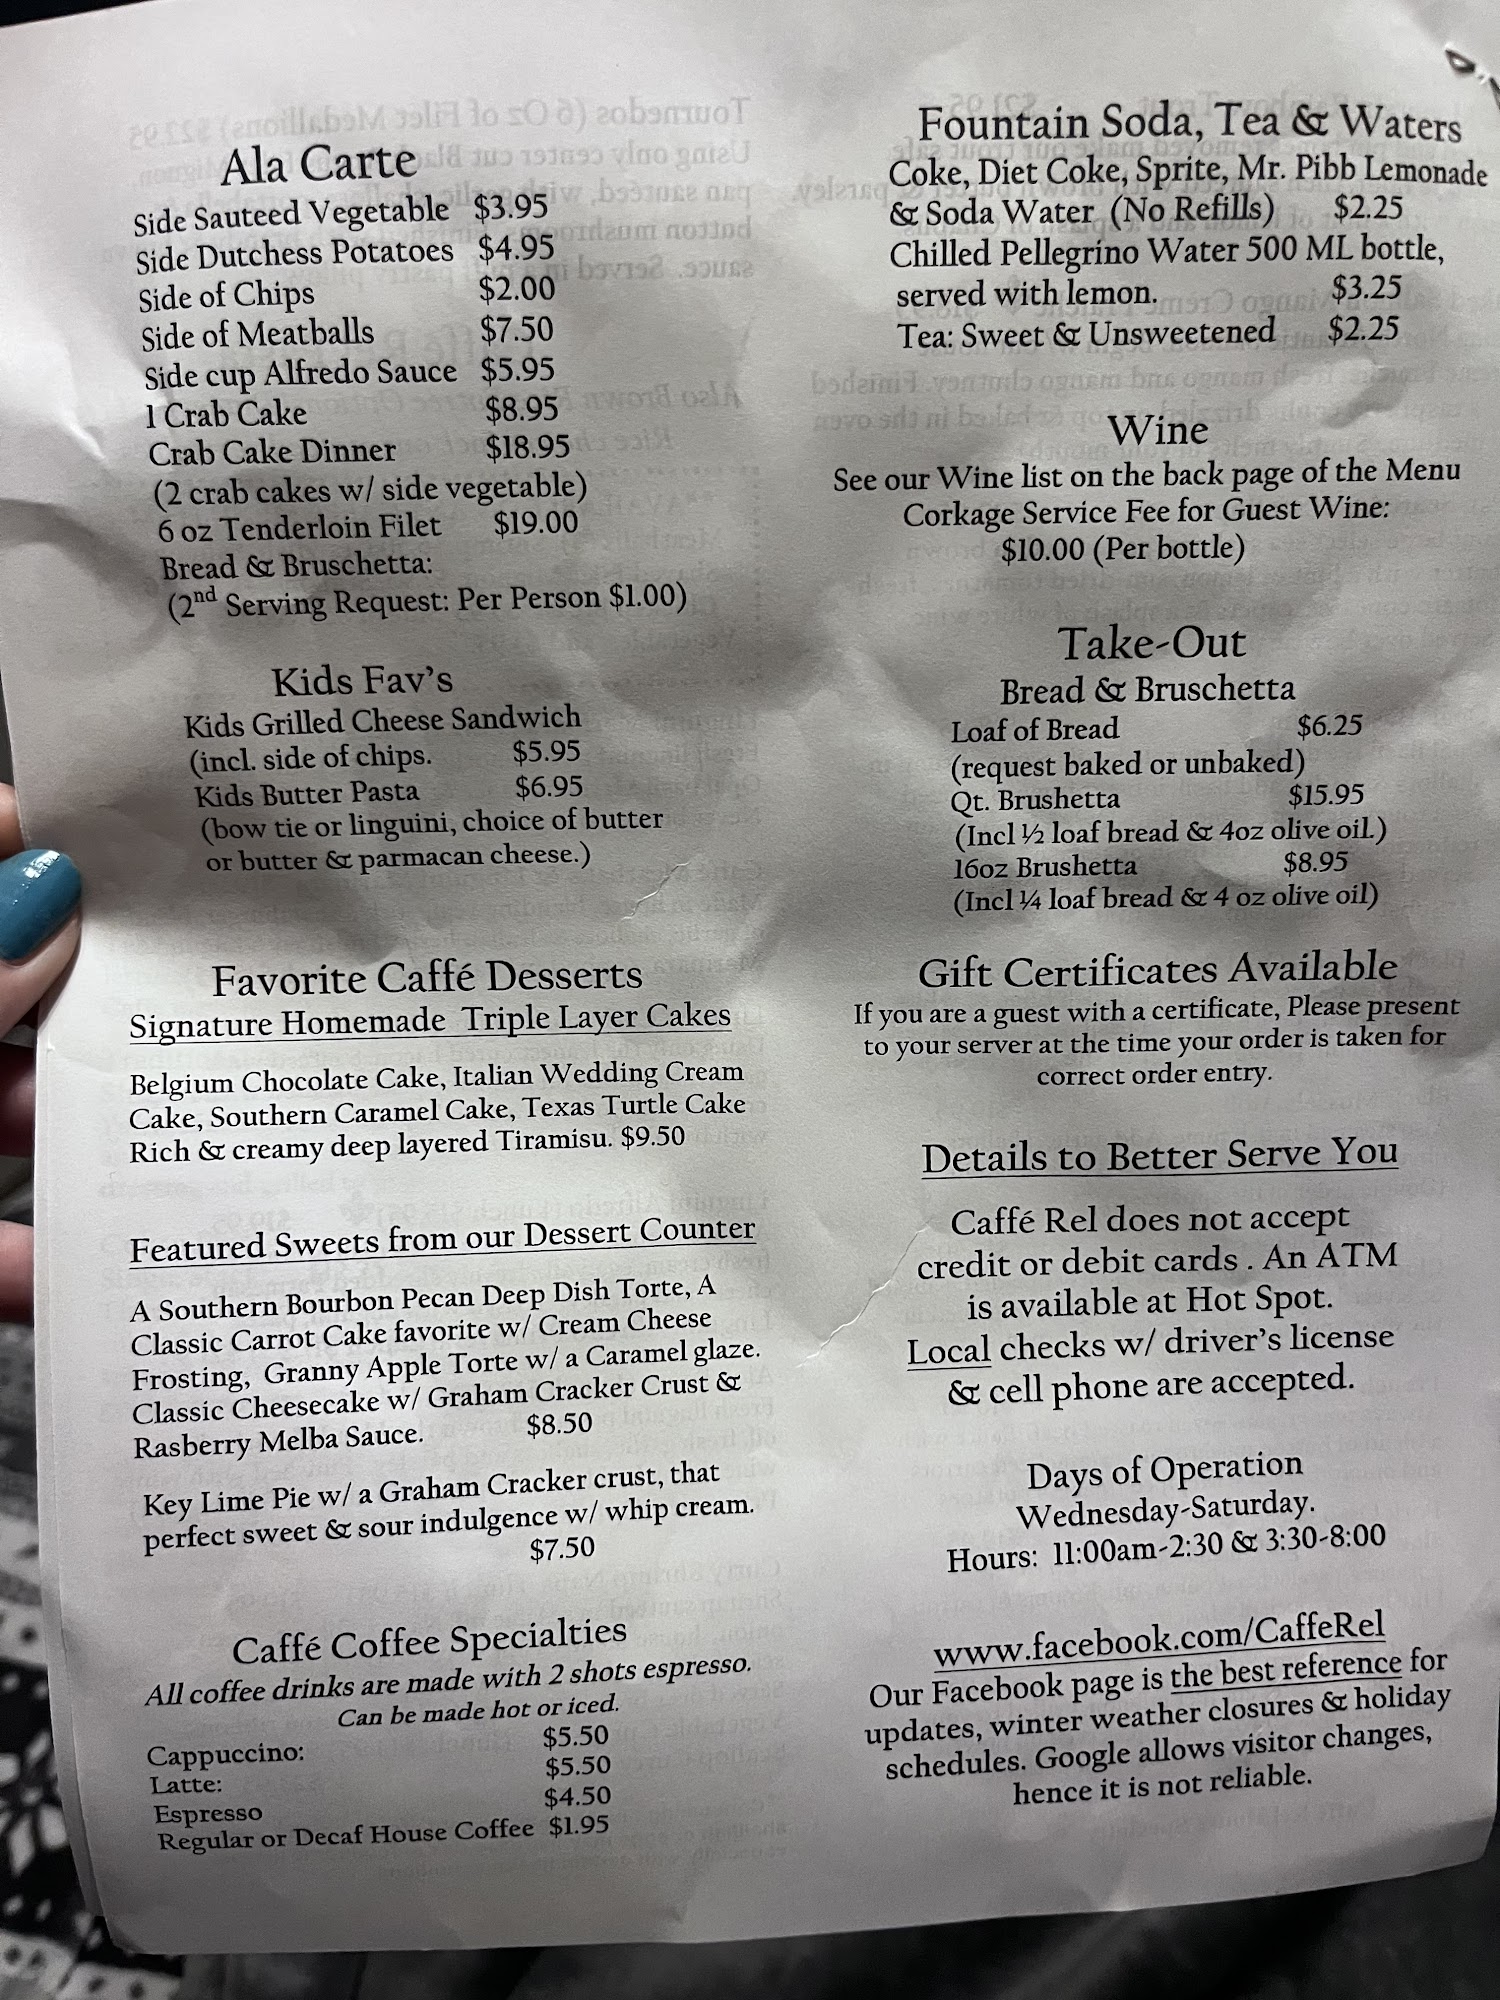 Ala Carte
Side Sauteed Vegetable $3.95
Side Dutchess Potatoes $4.95
Side of Chips $2.00
Side of Meatballs $7.50
Side cup Alfredo Sauce $5.95
1 Crab Cake $8.95
Crab Cake Dinner $18.95
(2 crab cakes w/ side vegetable)
6 oz Tenderloin Filet $19.00
Bread & Bruschetta:
(2nd Serving Request: Per Person $1.00)
Kids Fav's
Kids Grilled Cheese Sandwich
(incl. side of chips. $5.95
Kids Butter Pasta $6.95
(bow tie or linguini, choice of butter
or butter & parmacan cheese.)
Favorite Caffé Desserts
Signature Homemade Triple Layer Cakes
Belgium Chocolate Cake, Italian Wedding Cream
Cake, Southern Caramel Cake, Texas Turtle Cake
Rich & creamy deep layered Tiramisu. $9.50
Featured Sweets from our Dessert Counter
A Southern Bourbon Pecan Deep Dish Torte, A
Classic Carrot Cake favorite w/ Cream Cheese
Frosting, Granny Apple Torte w/ a Caramel glaze.
Classic Cheesecake w/ Graham Cracker Crust &
Rasberry Melba Sauce. $8.50
Key Lime Pie w/ a Graham Cracker crust, that
perfect sweet & sour indulgence w/ whip cream.
$7.50
Caffé Coffee Specialties
All coffee drinks are made with 2 shots espresso.
Can be made hot or iced.
Cappuccino: $5.50
Latte: $5.50
Espresso $4.50
Regular or Decaf House Coffee $1.95
Fountain Soda, Tea & Waters
Coke, Diet Coke, Sprite, Mr. Pibb Lemonade
& Soda Water (No Refills) $2.25
Chilled Pellegrino Water 500 ML bottle,
served with lemon. $3.25
Tea: Sweet & Unsweetened $2.25
Wine
See our Wine list on the back page of the Menu
Corkage Service Fee for Guest Wine:
$10.00 (Per bottle)
Take-Out
Bread & Bruschetta
Loaf of Bread $6.25
(request baked or unbaked)
Qt. Brushetta $15.95
(Incl ½ loaf bread & 4oz olive oil.)
16oz Brushetta $8.95
(Incl ¼ loaf bread & 4 oz olive oil)
Gift Certificates Available
If you are a guest with a certificate, Please present
to your server at the time your order is taken for
correct order entry.
Details to Better Serve You
Caffé Rel does not accept
credit or debit cards . An ATM
is available at Hot Spot.
Local checks w/ driver's license
& cell phone are accepted.
Days of Operation
Wednesday-Saturday.
Hours: 11:00am-2:30 & 3:30-8:00
www.facebook.com/CaffeRel
Our Facebook page is the best reference for
updates, winter weather closures & holiday
schedules. Google allows visitor changes,
hence it is not reliable.